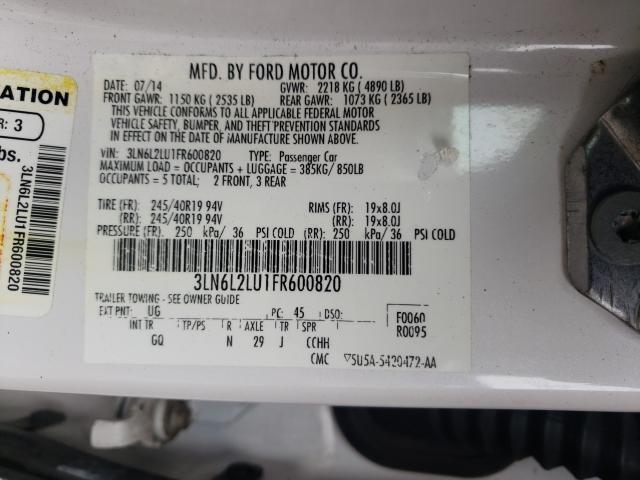 MFD. BY FORD MOTOR CO.
DATE: 07/14 GVWR: 2218 KG ( 4890 LB)
FRONT GAWR: 1150 KG ( 2535 LB) REAR GAWR: 1073 KG ( 2365 LB)
THIS VEHICLE CONFORMS TO ALL APPLICABLE FEDERAL MOTOR
VEHICLE SAFETY, BUMPER, AND THEFT PREVENTION STANDARDS
IN EFFECT ON THE DATE OF MANUFACTURE SHOWN ABOVE.
VIN: 3LN6L2LU1FR600820 TYPE: Passenger Car
MAXIMUM LOAD = OCCUPANTS + LUGGAGE = 385KG/ 850LB
OCCUPANTS = 5 TOTAL; 2 FRONT, 3 REAR
TIRE (FR): 245/40R19 94V RIMS (FR): 19x8.0J
(RR): 245/40R19 94V (RR): 19x8.0J
PRESSURE (FR): 250 kPa/ 36 PSI COLD (RR): 250 kPa/ 36 PSI COLD
3LN6L2LU1FR600820
TRAILER TOWING - SEE OWNER GUIDE
EXT PNT: UG PC: 45 DSO: F0060
INT TR TP/PS R AXLE TR SPR R0095
GQ N 29 J CCHH
CMC 5U5A-5420472-AA
ATION
R: 3
bs.
3LN6L2LU1FR600820